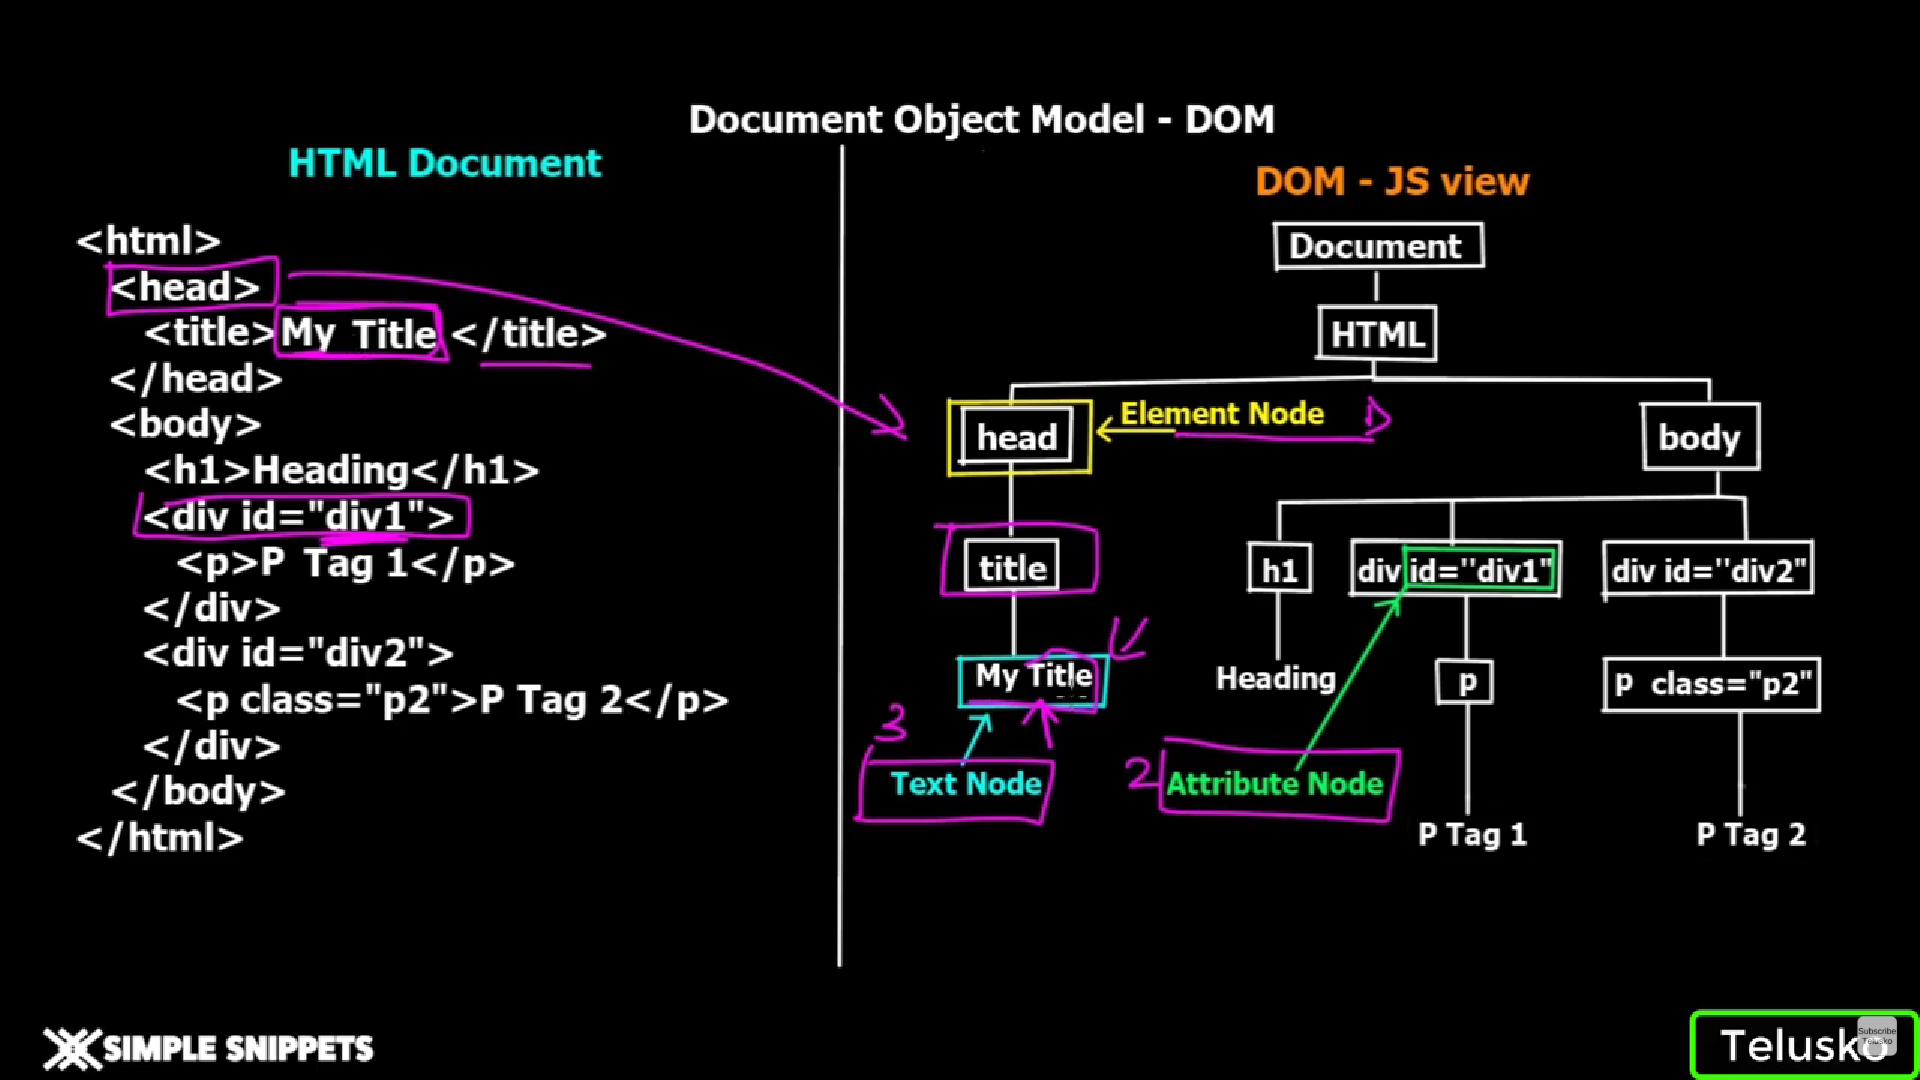 Document Object Model - DOM
HTML Document
<html>
<head>
<title>My Title </title>
</head>
<body>
<h1>Heading</h1>
<div id="div1">
<p>P Tag 1</p>
</div>
<div id="div2">
<p class="p2">P Tag 2</p>
</div>
</body>
</html>
DOM - JS view
Document
HTML
head
Element Node
body
title
h1
div id="div1"
div id="div2"
My Title
Heading
p
p class="p2"
3
Text Node
2
Attribute Node
P Tag 1
P Tag 2
SIMPLE SNIPPETS
Telusko
Subscribe
Telusko